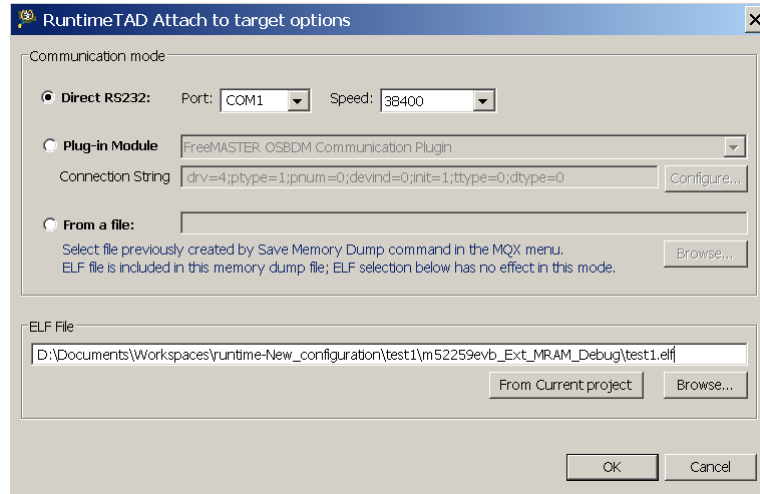 RuntimeTAD Attach to target options
Communication mode
Direct RS232: Port: COM1 Speed: 38400
Plug-in Module FreeMASTER OSBDM Communication Plugin
Connection String drv=4;ptype=1;pnum=0;devind=0;init=1;ttype=0;dtype=0 Configure...
From a file:
Select file previously created by Save Memory Dump command in the MQX menu. Browse...
ELF file is included in this memory dump file; ELF selection below has no effect in this mode.
ELF File
D:\Documents\Workspaces\runtime-New_configuration\test1\m52259evb_Ext_MRAM_Debug\test1.elf
From Current project Browse...
OK Cancel